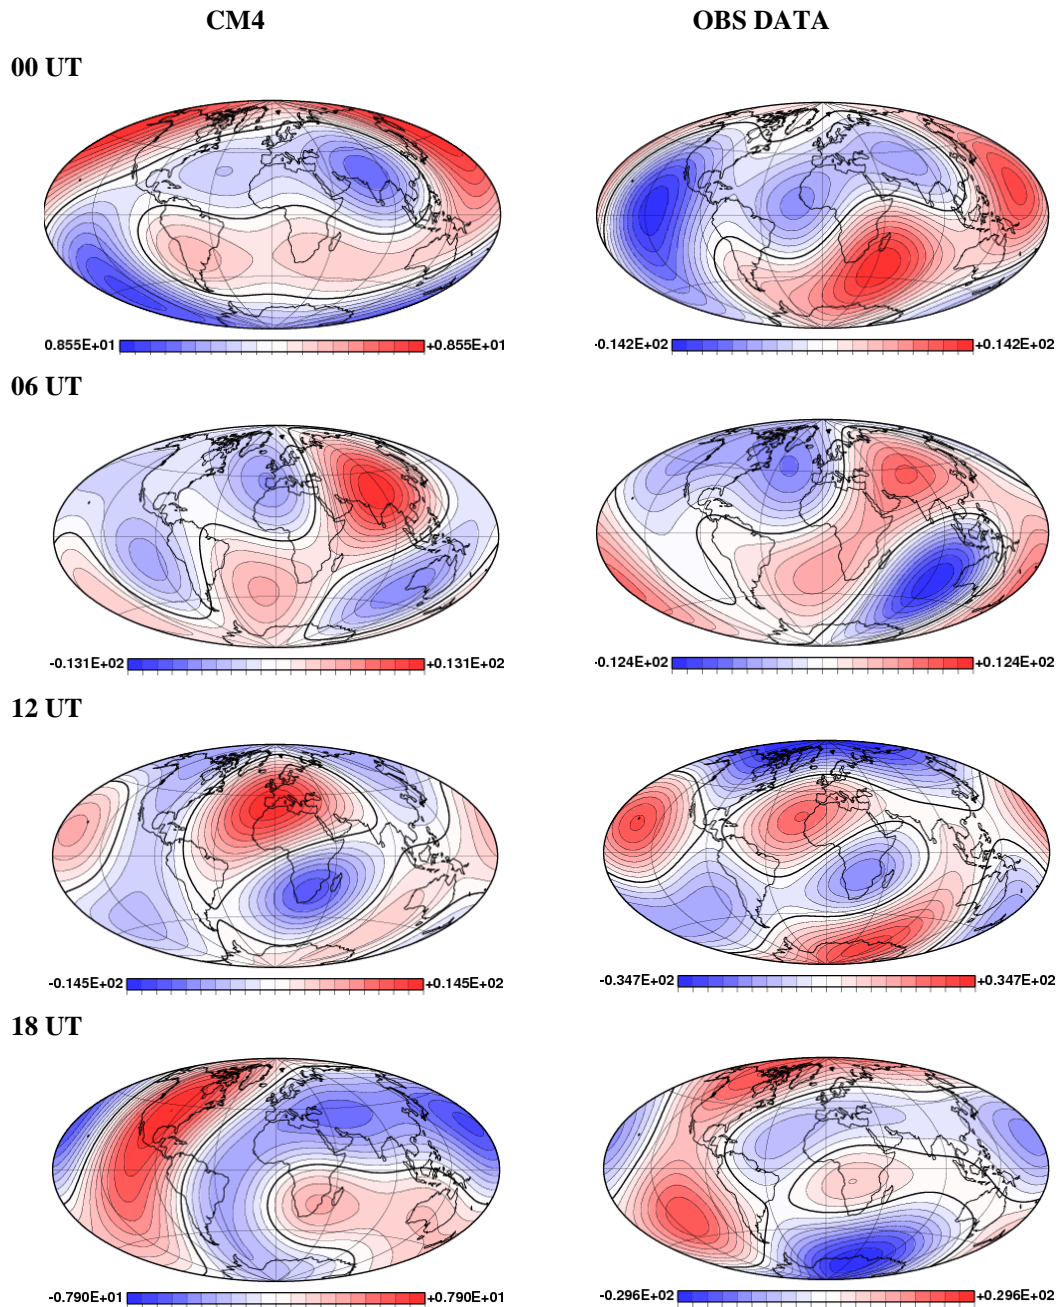 CM4 OBS DATA
00 UT
0.855E+01 +0.855E+01 -0.142E+02 +0.142E+02
06 UT
-0.131E+02 +0.131E+02 -0.124E+02 +0.124E+02
12 UT
-0.145E+02 +0.145E+02 -0.347E+02 +0.347E+02
18 UT
-0.790E+01 +0.790E+01 -0.296E+02 +0.296E+02